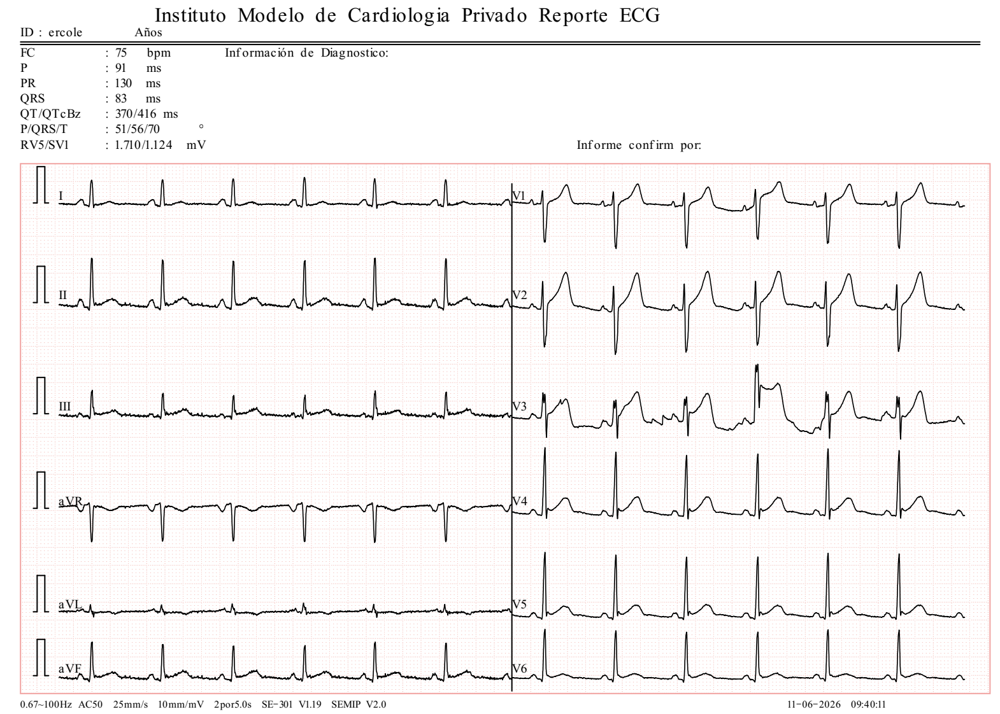 Instituto Modelo de Cardiologia Privado Reporte ECG
ID : ercole Años
FC : 75 bpm Información de Diagnostico:
P : 91 ms
PR : 130 ms
QRS : 83 ms
QT/QTcBz : 370/416 ms
P/QRS/T : 51/56/70 °
RV5/SV1 : 1.710/1.124 mV Informe confirm por:
I V1
II V2
III V3
aVR V4
aVL V5
aVF V6
0.67~100Hz AC50 25mm/s 10mm/mV 2por5.0s SE-301 V1.19 SEMIP V2.0 11-06-2026 09:40:11